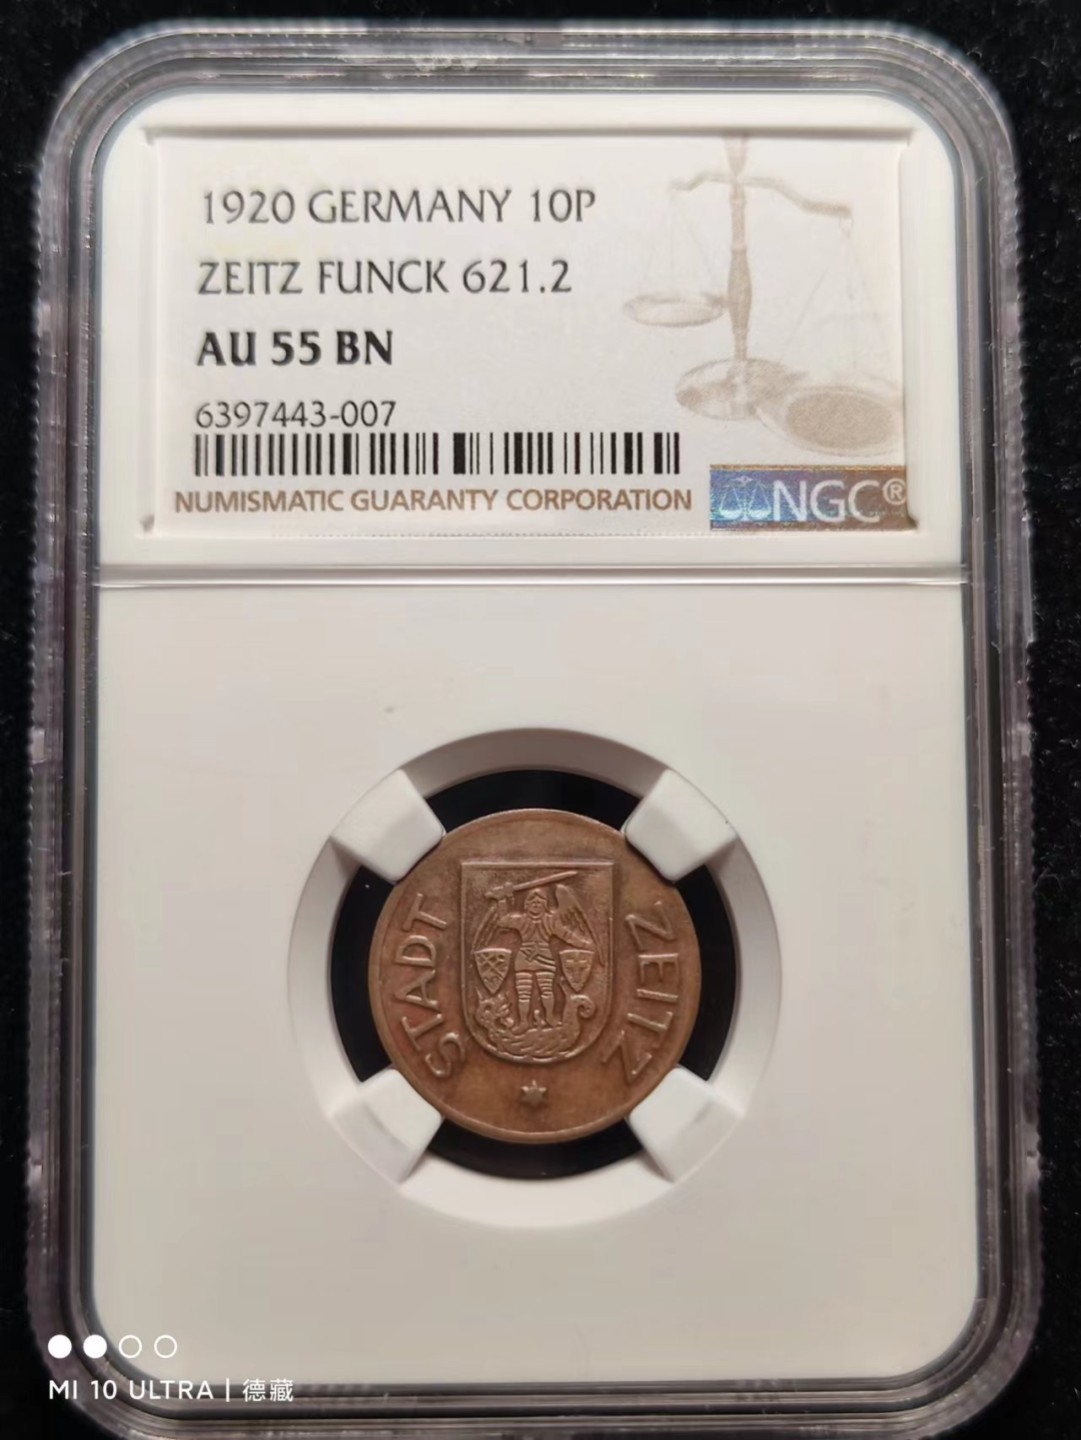 1920 GERMANY 10P
ZEITZ FUNCK 621.2
AU 55 BN
6397443-007
NUMISMATIC GUARANTY CORPORATION
NGC®
STADT ZEITZ
MI 10 ULTRA | 德藏